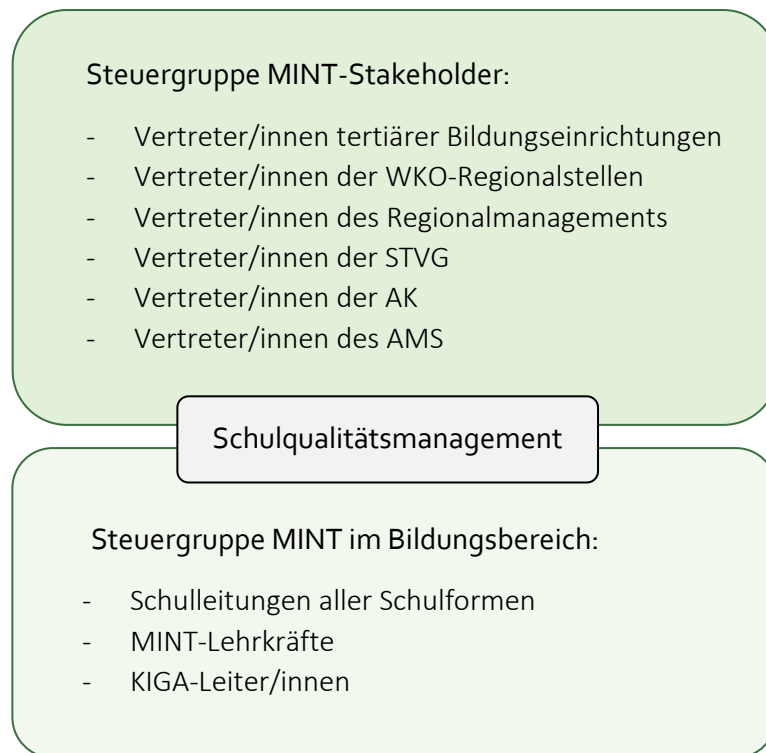 Steuergruppe MINT-Stakeholder:
- Vertreter/innen tertiärer Bildungseinrichtungen
- Vertreter/innen der WKO-Regionalstellen
- Vertreter/innen des Regionalmanagements
- Vertreter/innen der STVG
- Vertreter/innen der AK
- Vertreter/innen des AMS
Schulqualitätsmanagement
Steuergruppe MINT im Bildungsbereich:
- Schulleitungen aller Schulformen
- MINT-Lehrkräfte
- KIGA-Leiter/innen